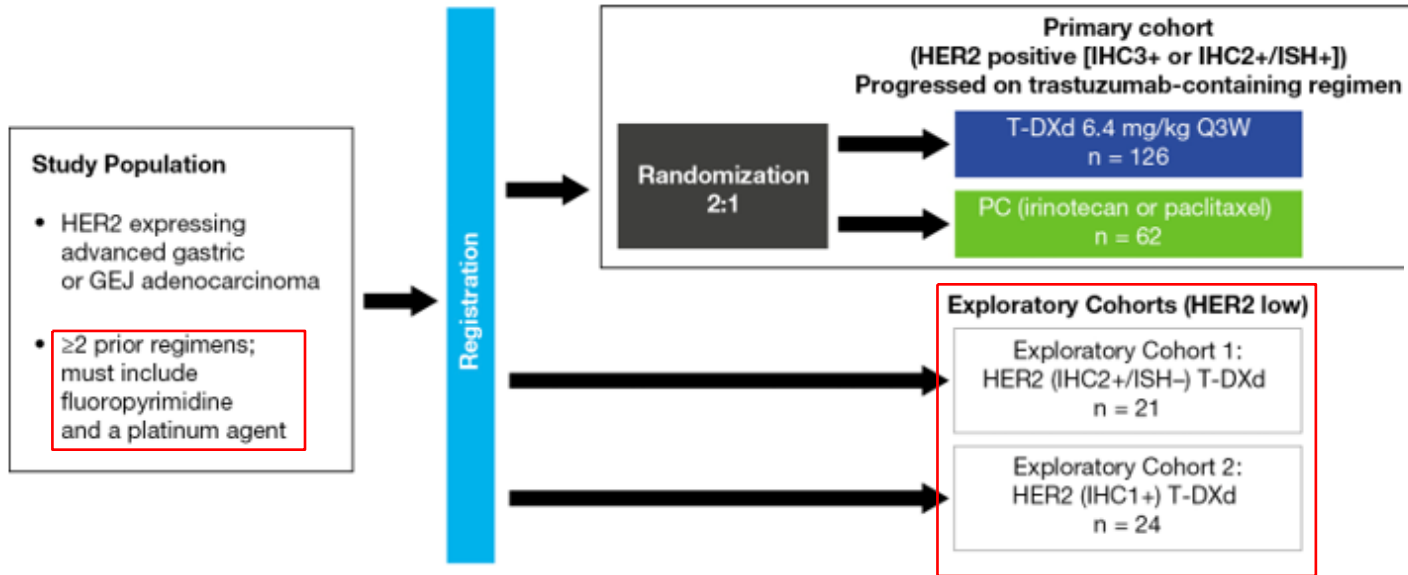 Study Population
• HER2 expressing
advanced gastric
or GEJ adenocarcinoma
• ≥2 prior regimens;
must include
fluoropyrimidine
and a platinum agent
Registration
Primary cohort
(HER2 positive [IHC3+ or IHC2+/ISH+])
Progressed on trastuzumab-containing regimen
Randomization
2:1
T-DXd 6.4 mg/kg Q3W
n = 126
PC (irinotecan or paclitaxel)
n = 62
Exploratory Cohorts (HER2 low)
Exploratory Cohort 1:
HER2 (IHC2+/ISH–) T-DXd
n = 21
Exploratory Cohort 2:
HER2 (IHC1+) T-DXd
n = 24